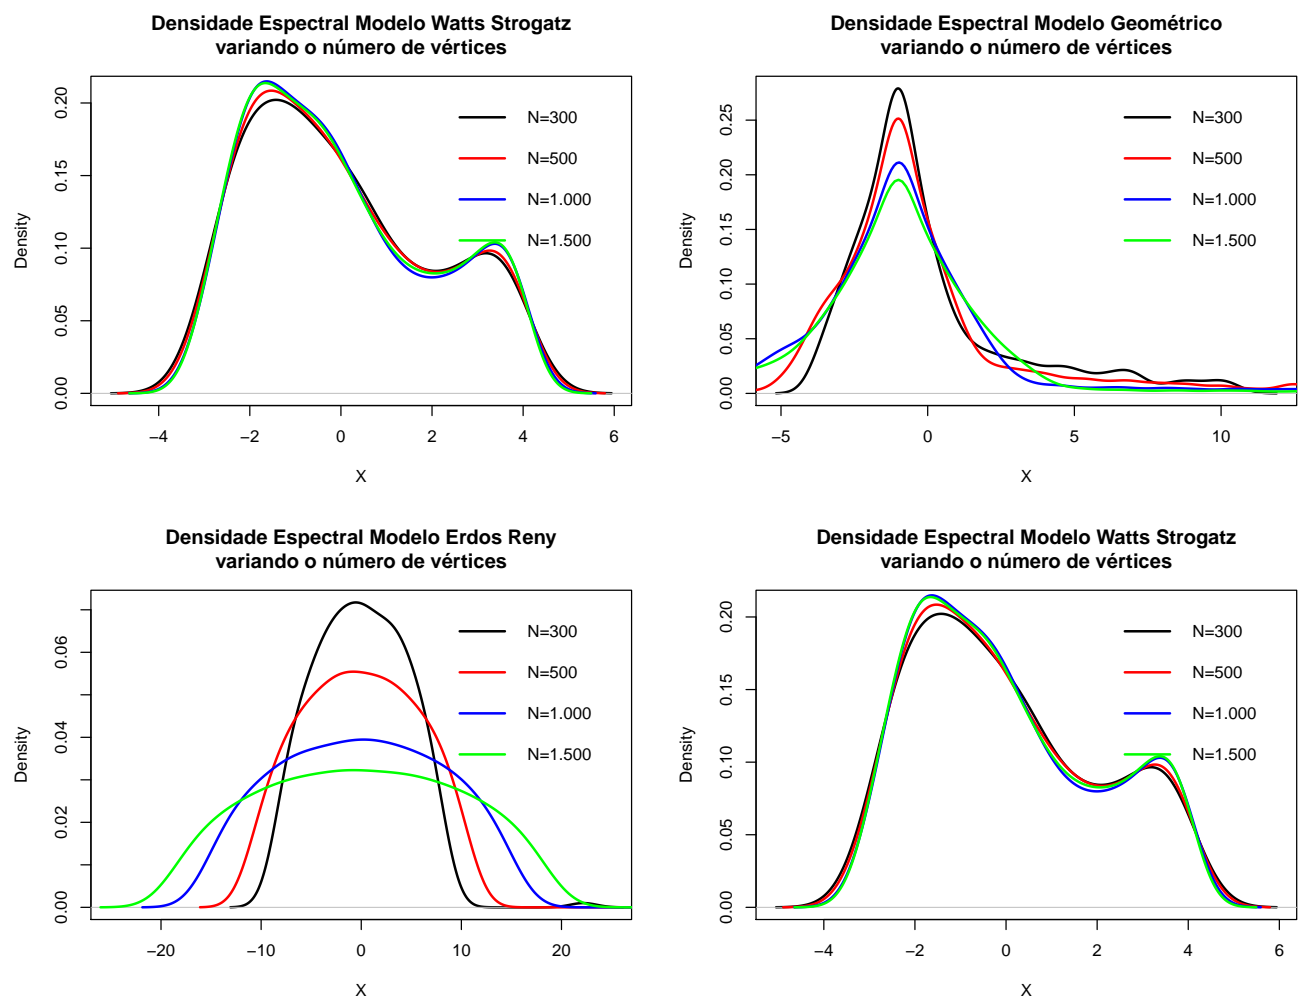 Densidade Espectral Modelo Watts Strogatz
variando o número de vértices
Density
0.00 0.05 0.10 0.15 0.20
N=300
N=500
N=1.000
N=1.500
−4 −2 0 2 4 6
X
Densidade Espectral Modelo Geométrico
variando o número de vértices
Density
0.00 0.05 0.10 0.15 0.20 0.25
N=300
N=500
N=1.000
N=1.500
−5 0 5 10
X
Densidade Espectral Modelo Erdos Reny
variando o número de vértices
Density
0.00 0.02 0.04 0.06
N=300
N=500
N=1.000
N=1.500
−20 −10 0 10 20
X
Densidade Espectral Modelo Watts Strogatz
variando o número de vértices
Density
0.00 0.05 0.10 0.15 0.20
N=300
N=500
N=1.000
N=1.500
−4 −2 0 2 4 6
X